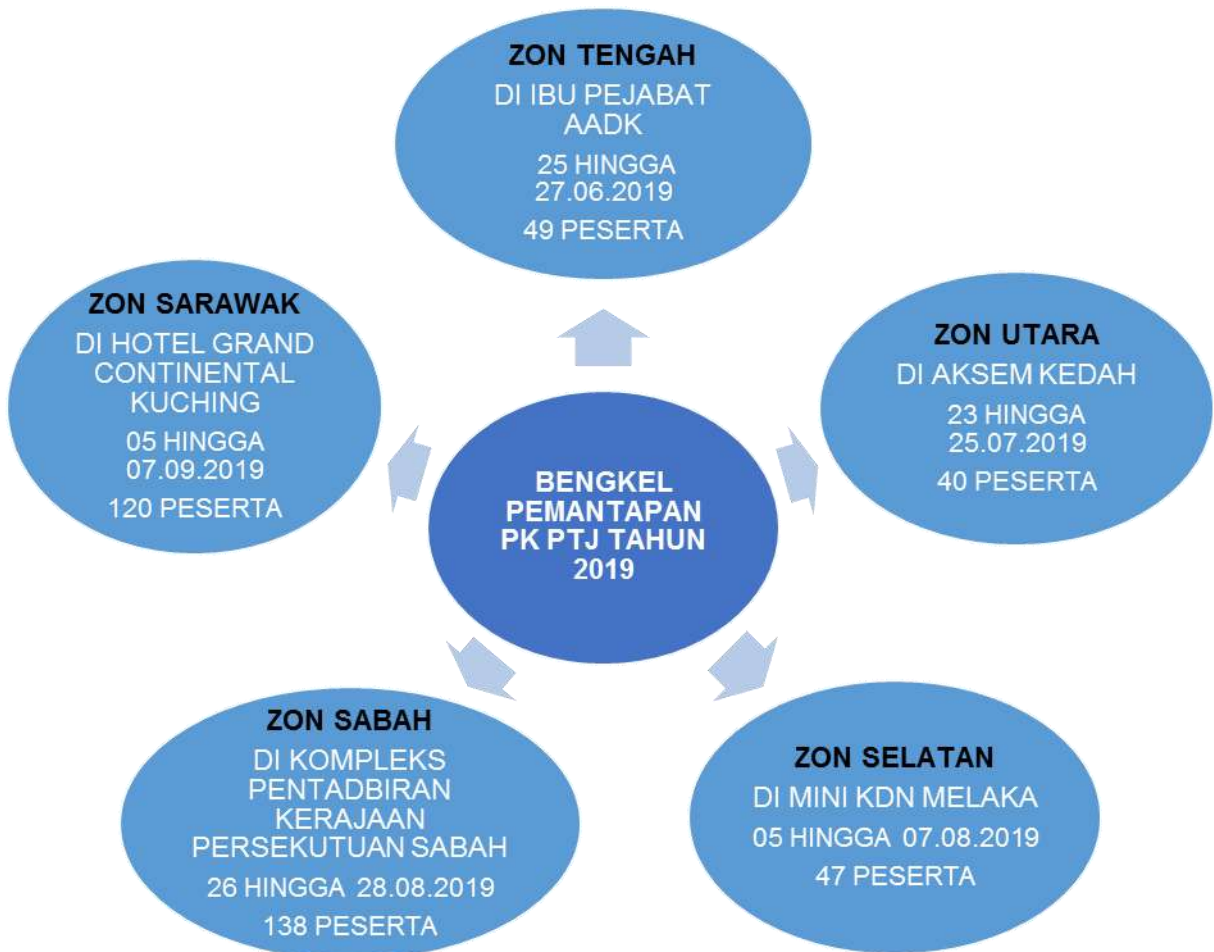 ZON TENGAH
DI IBU PEJABAT
AADK
25 HINGGA
27.06.2019
49 PESERTA
ZON SARAWAK
DI HOTEL GRAND
CONTINENTAL
KUCHING
05 HINGGA
07.09.2019
120 PESERTA
ZON UTARA
DI AKSEM KEDAH
23 HINGGA
25.07.2019
40 PESERTA
BENGKEL
PEMANTAPAN
PK PTJ TAHUN
2019
ZON SABAH
DI KOMPLEKS
PENTADBIRAN
KERAJAAN
PERSEKUTUAN SABAH
26 HINGGA 28.08.2019
138 PESERTA
ZON SELATAN
DI MINI KDN MELAKA
05 HINGGA 07.08.2019
47 PESERTA